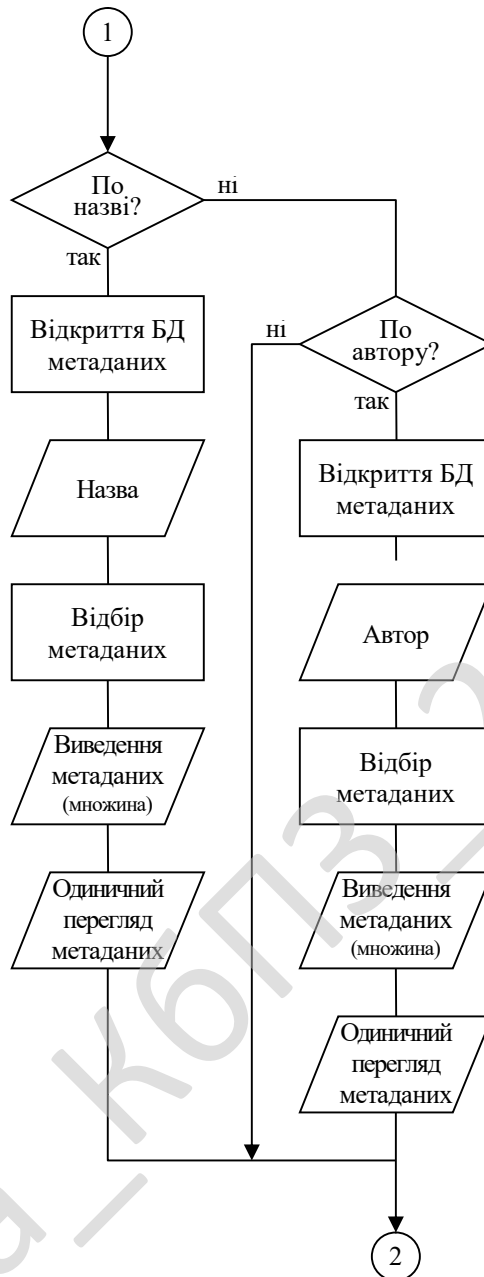 1
По
назві?
ні
так
Відкриття БД
метаданих
Назва
Відбір
метаданих
Виведення
метаданих
(множина)
Одиничний
перегляд
метаданих
ні
По
автору?
так
Відкриття БД
метаданих
Автор
Відбір
метаданих
Виведення
метаданих
(множина)
Одиничний
перегляд
метаданих
2
а_КбПЗ_2